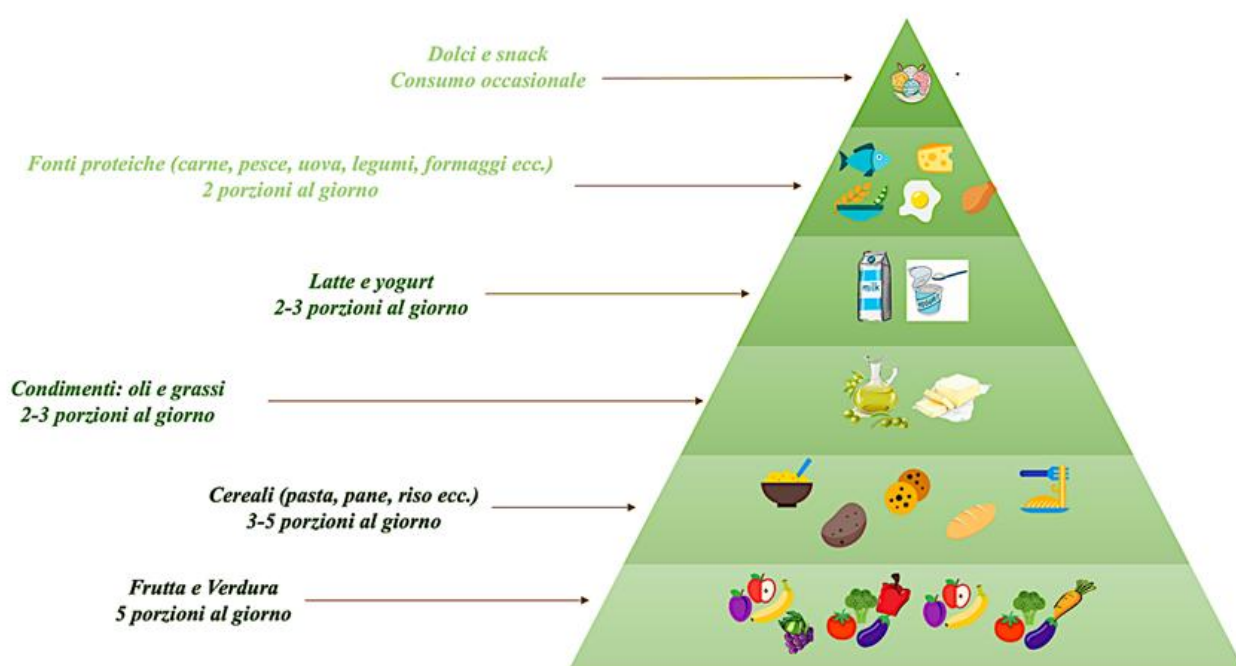 Dolci e snack
Consumo occasionale
Fonti proteiche (carne, pesce, uova, legumi, formaggi ecc.)
2 porzioni al giorno
Latte e yogurt
2-3 porzioni al giorno
milk
YOGURT
Condimenti: oli e grassi
2-3 porzioni al giorno
Cereali (pasta, pane, riso ecc.)
3-5 porzioni al giorno
Frutta e Verdura
5 porzioni al giorno